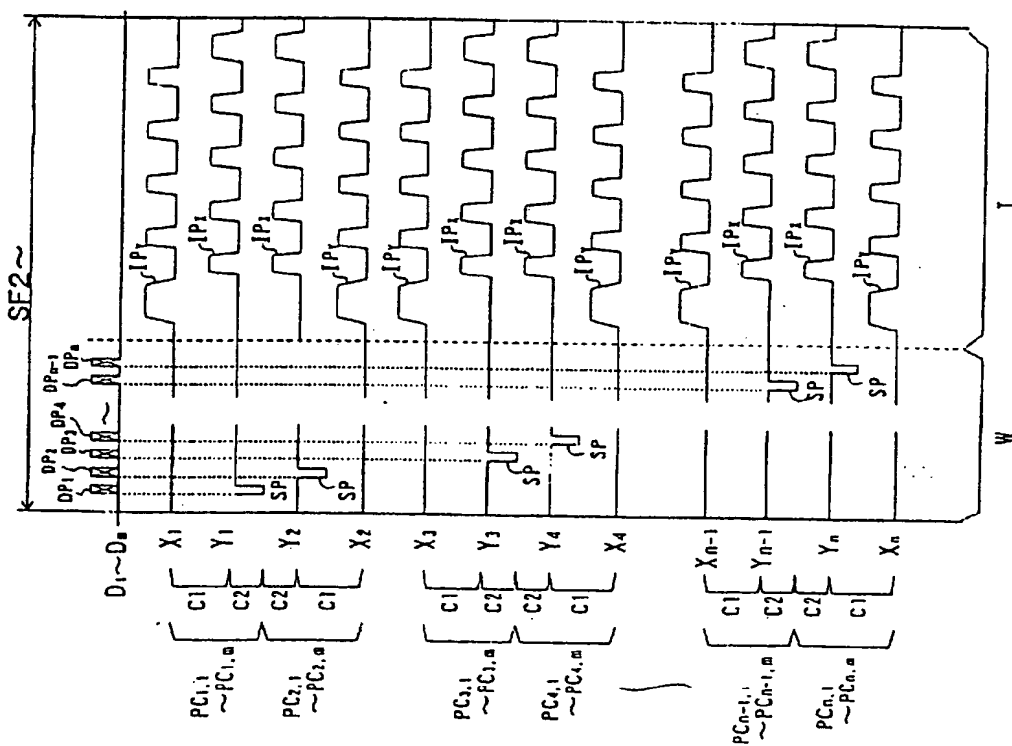 SF2~
DP1
DP2
DP3
DP4
~
DPn-1
DPn
D1~Dm
X1
IPY
Y1
SP
IPX
Y2
SP
IPX
X2
IPY
C1
C2
C2
C1
PC1,1
~PC1,m
PC2,1
~PC2,m
X3
IPY
Y3
SP
IPX
Y4
SP
IPX
X4
IPY
C1
C2
C2
C1
PC3,1
~PC3,m
PC4,1
~PC4,m
Xn-1
IPY
Yn-1
SP
IPX
Yn
SP
IPX
Xn
IPY
C1
C2
C2
C1
PCn-1,1
~PCn-1,m
PCn,1
~PCn,m
W
I